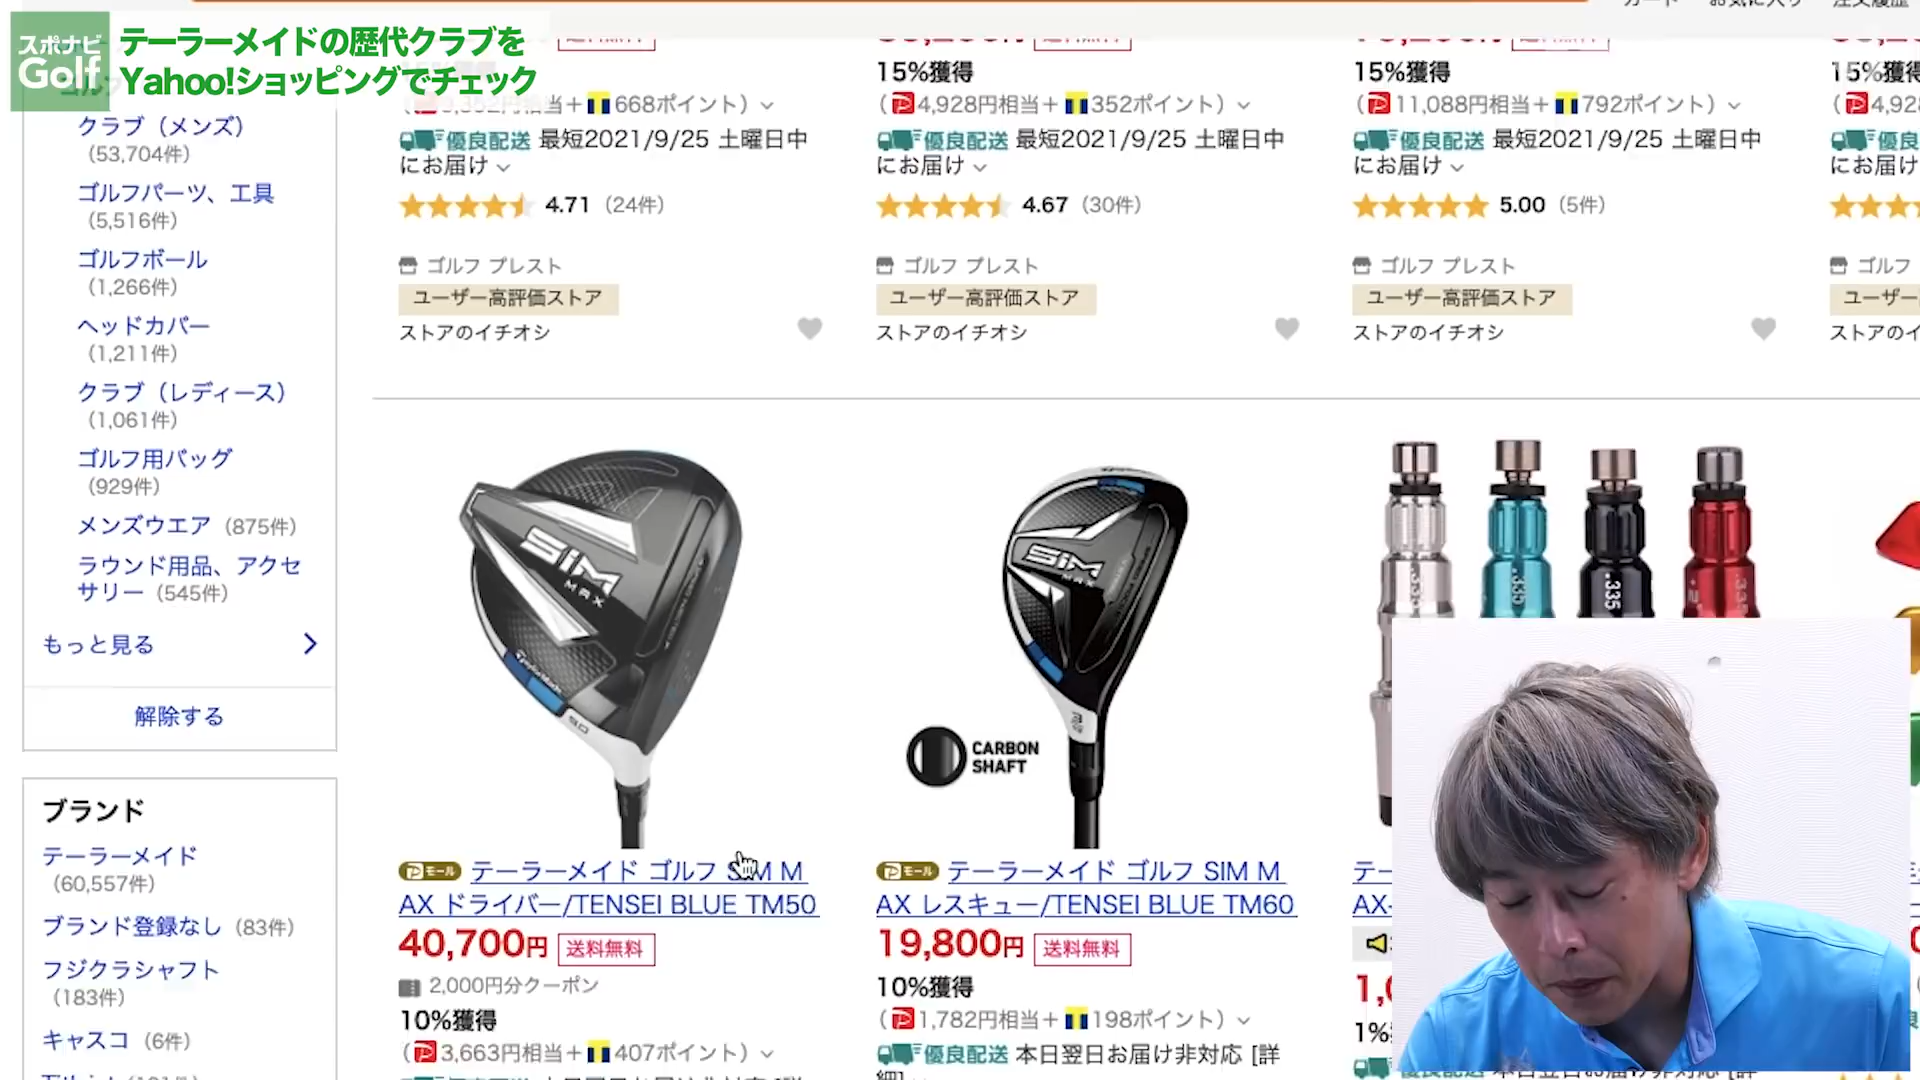 スポナビ
Golf
テーラーメイドの歴代クラブを
Yahoo!ショッピングでチェック
クラブ（メンズ）
（53,704件）
ゴルフパーツ、工具
（5,516件）
ゴルフボール
（1,266件）
ヘッドカバー
（1,211件）
クラブ（レディース）
（1,061件）
ゴルフ用バッグ
（929件）
メンズウエア（875件）
ラウンド用品、アクセ
サリー（545件）
もっと見る
解除する
ブランド
テーラーメイド
（60,557件）
ブランド登録なし（83件）
フジクラシャフト
（183件）
キャスコ（6件）
668ポイント）
優良配送 最短2021/9/25 土曜日中
にお届け
4.71（24件）
ゴルフ プレスト
ユーザー高評価ストア
ストアのイチオシ
15%獲得
（4,928円相当＋352ポイント）
優良配送 最短2021/9/25 土曜日中
にお届け
4.67（30件）
ゴルフ プレスト
ユーザー高評価ストア
ストアのイチオシ
15%獲得
（11,088円相当＋792ポイント）
優良配送 最短2021/9/25 土曜日中
にお届け
5.00（5件）
ゴルフ プレスト
ユーザー高評価ストア
ストアのイチオシ
15%獲得
優良
にお届け
ゴルフ
SIM
MAX
TaylorMade
9.0
モール テーラーメイド ゴルフ SIM M
AX ドライバー/TENSEI BLUE TM50
40,700円 送料無料
2,000円分クーポン
10%獲得
（3,663円相当＋407ポイント）
SIM
MAX
CARBON
SHAFT
モール テーラーメイド ゴルフ SIM M
AX レスキュー/TENSEI BLUE TM60
19,800円 送料無料
10%獲得
（1,782円相当＋198ポイント）
優良配送 本日翌日お届け非対応 [詳
細]
.335
.335
.335